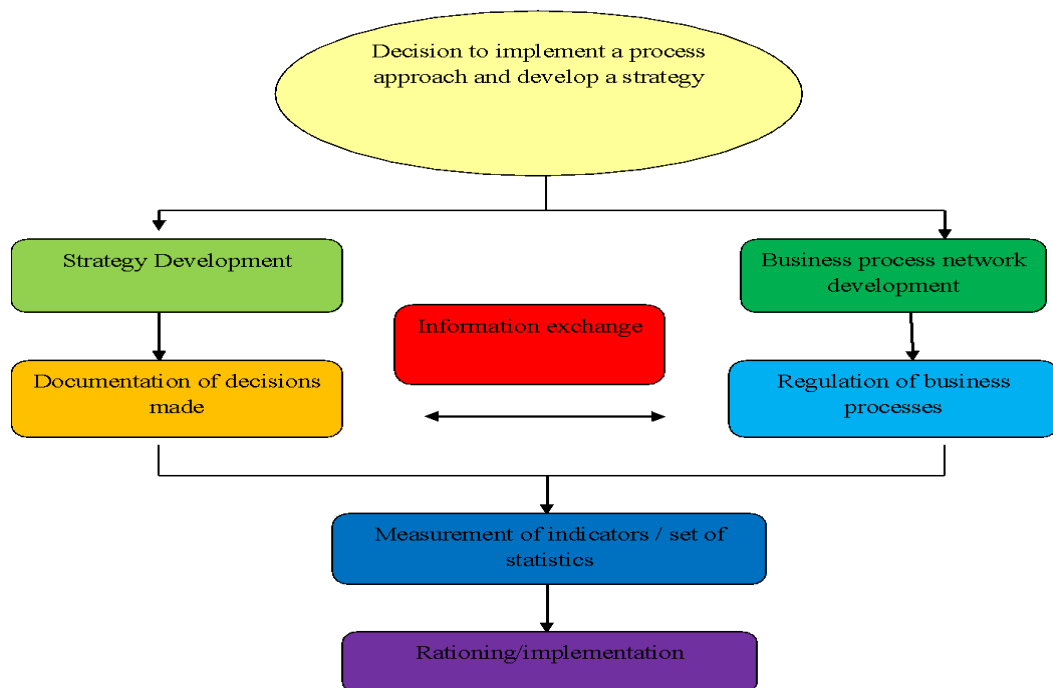 Decision to implement a process
approach and develop a strategy
Strategy Development
Business process network
development
Information exchange
Documentation of decisions
made
Regulation of business
processes
Measurement of indicators / set of
statistics
Rationing/implementation